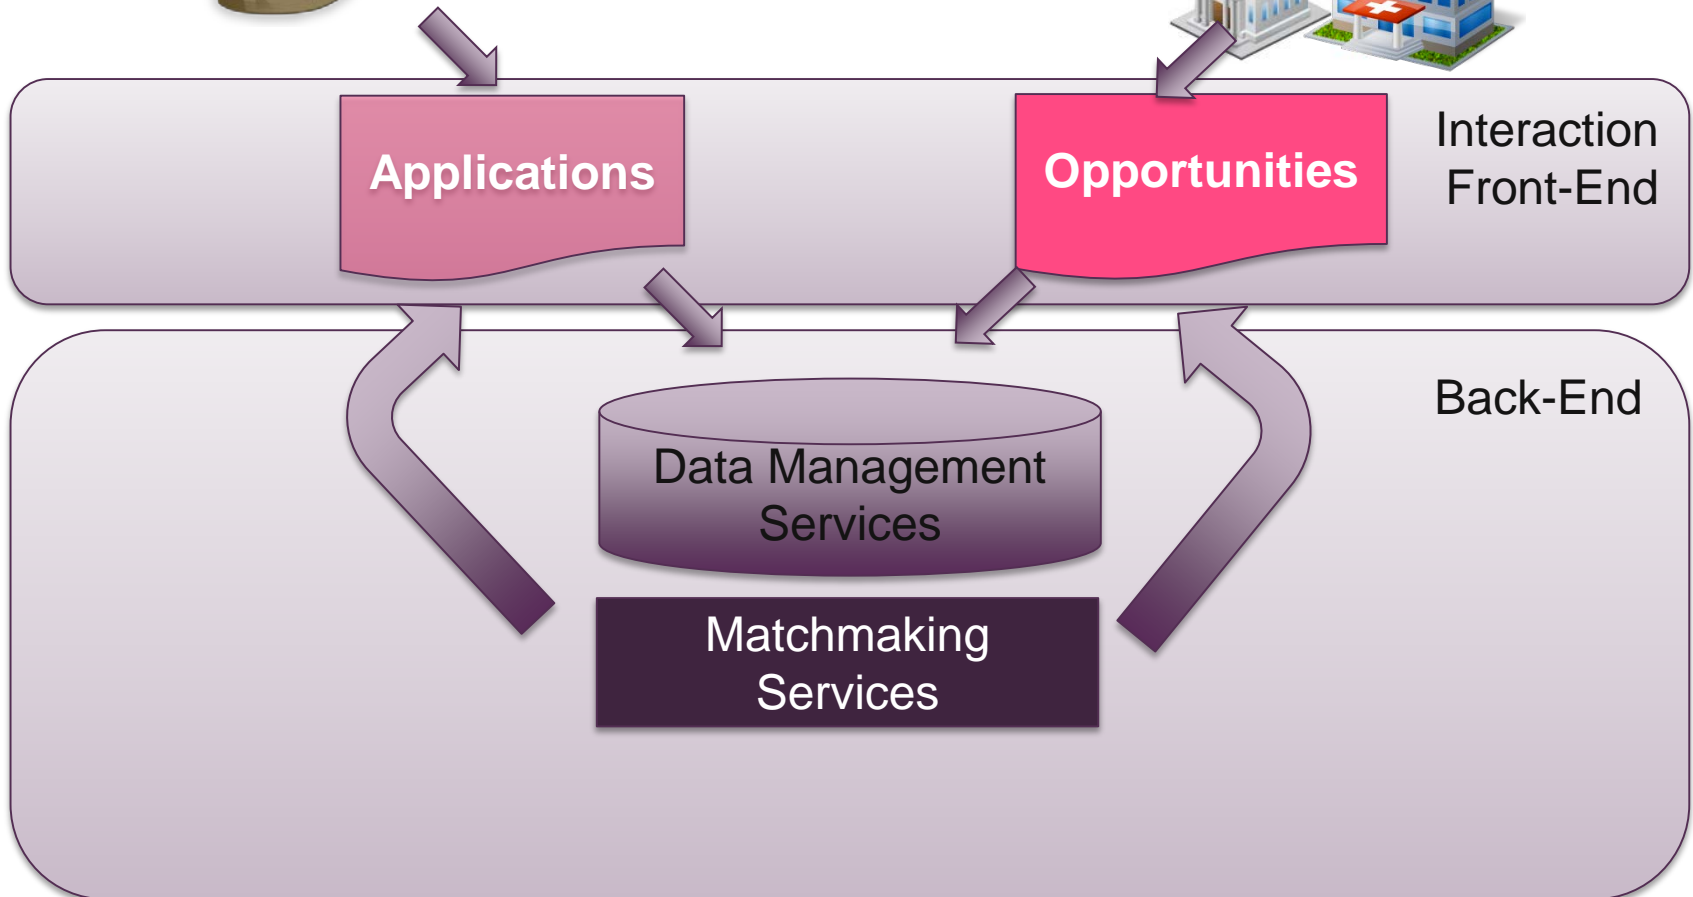 Applications
Opportunities
Interaction
Front-End
Back-End
Data Management
Services
Matchmaking
Services